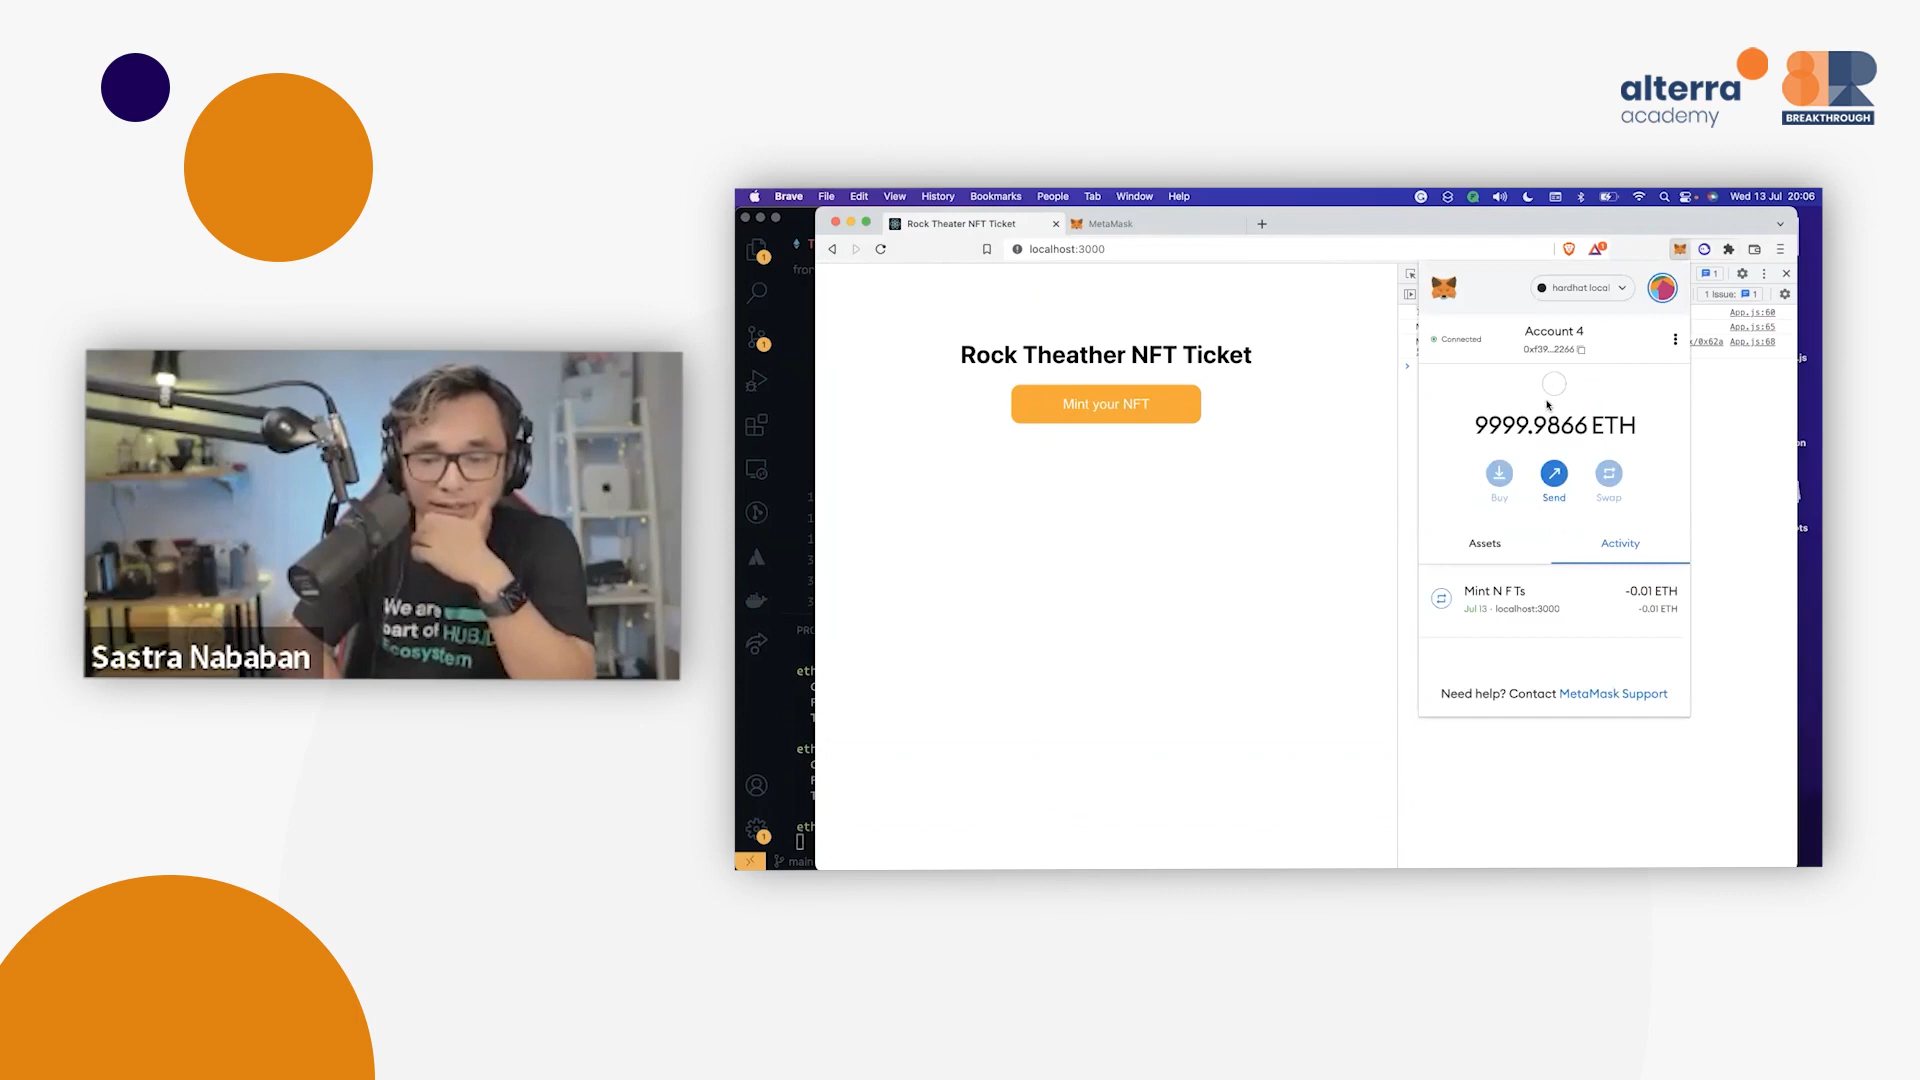 alterra
academy
BREAKTHROUGH
Brave File Edit View History Bookmarks People Tab Window Help
Wed 13 Jul 20:06
Rock Theater NFT Ticket
MetaMask
localhost:3000
Rock Theather NFT Ticket
Mint your NFT
hardhat local
1
1 Issue: 1
Connected
Account 4
0xf39...2266
App.js:60
App.js:65
/0x62a App.js:68
9999.9866 ETH
Buy
Send
Swap
Assets
Activity
Mint N F Ts
-0.01 ETH
Jul 13 · localhost:3000
-0.01 ETH
Need help? Contact MetaMask Support
main
We are
part of HUB.ID
Ecosystem
Sastra Nababan